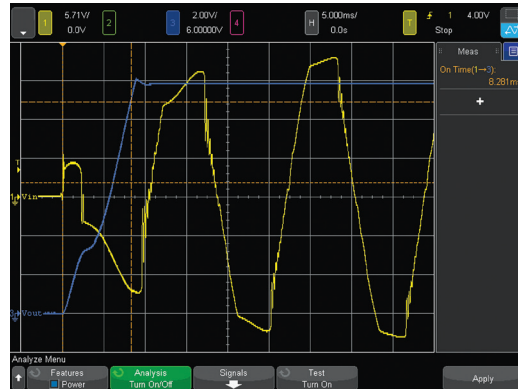 1 5.71V/ 2 3 2.00V/ 4 H 5.000ms/ T 1 4.00V
0.0V 6.00000V 0.0s Stop
Meas
On Time(1→3):
8.281m
+
T
1 Vin
3 Vout
Analyze Menu
Features Analysis Signals Test
Power Turn On/Off Turn On Apply